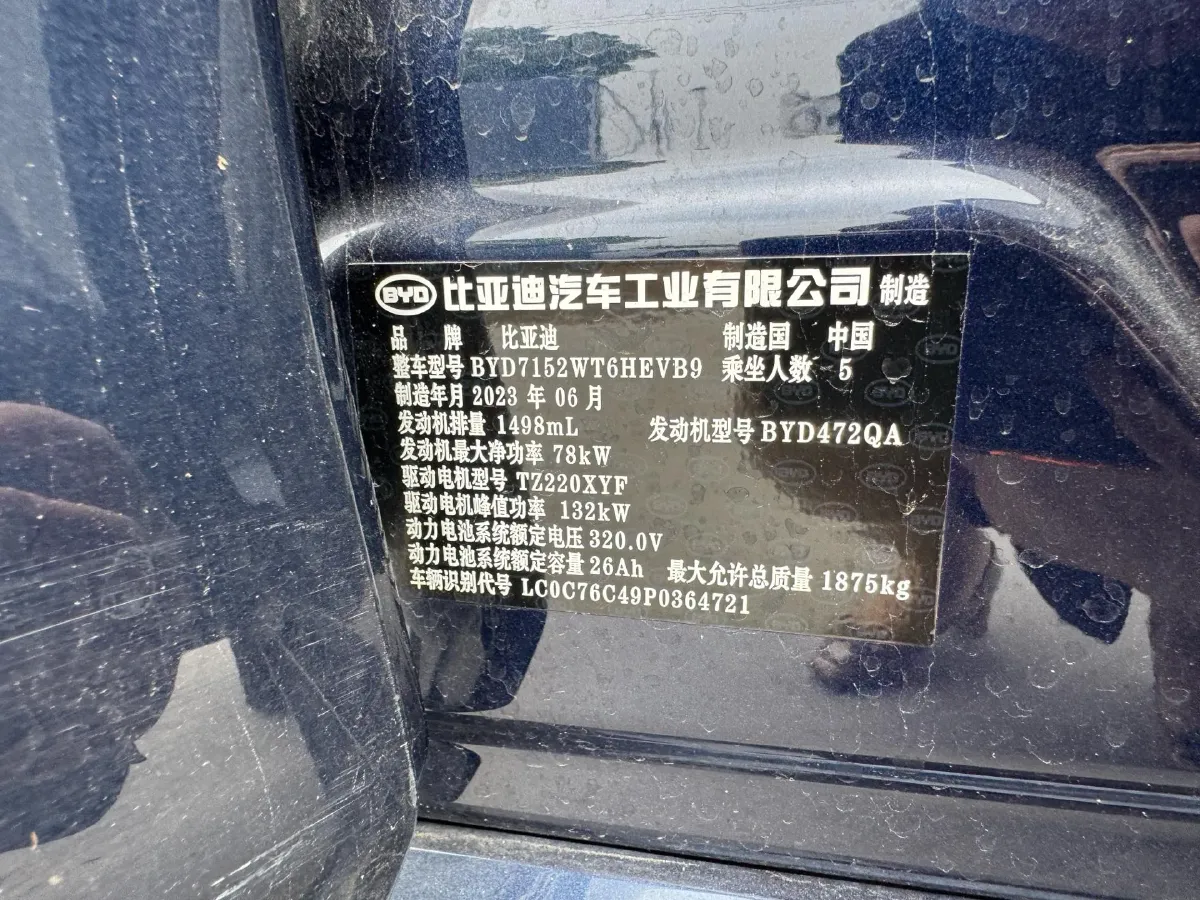 BYD 比亚迪汽车工业有限公司 制造
品 牌 比亚迪 制造国 中国
整车型号 BYD7152WT6HEVB9 乘坐人数 5
制造年月 2023 年 06 月
发动机排量 1498mL 发动机型号 BYD472QA
发动机最大净功率 78kW
驱动电机型号 TZ220XYF
驱动电机峰值功率 132kW
动力电池系统额定电压 320.0V
动力电池系统额定容量 26Ah 最大允许总质量 1875kg
车辆识别代号 LC0C76C49P0364721